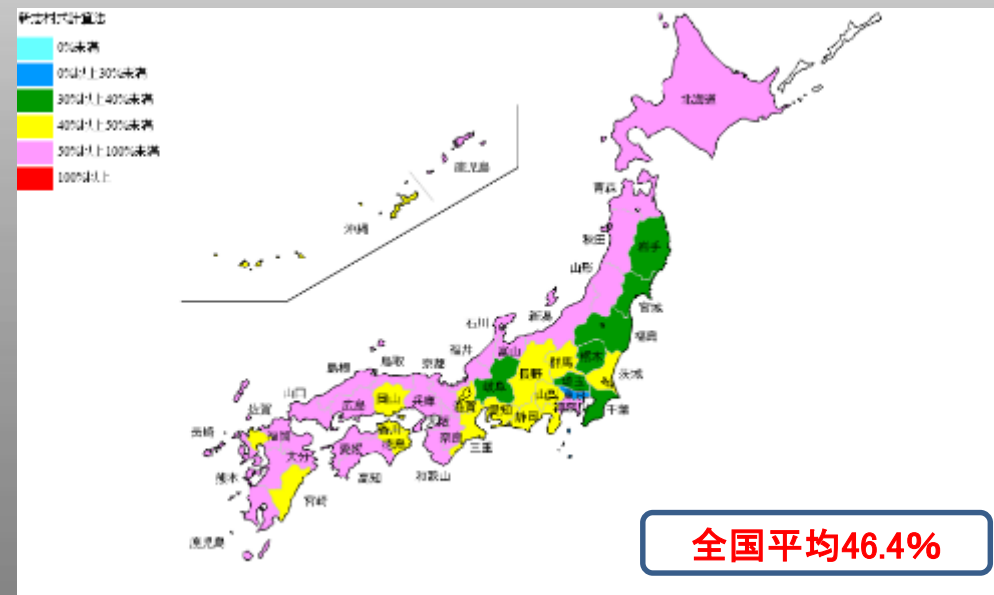 新志村式計算法
0%未満
0%以上30%未満
30%以上40%未満
40%以上50%未満
50%以上100%未満
100%以上
北海道
鹿児島
青森
沖縄
秋田
岩手
山形
宮城
新潟
石川
福島
福井
富山
群馬
栃木
鳥取
京都
島根
長野
茨城
岐阜
埼玉
山口
岡山
兵庫
滋賀
愛知
山梨
広島
静岡
千葉
佐賀
香川
長崎
福岡
徳島
奈良
三重
大分
愛媛
熊本
高知
和歌山
宮崎
鹿児島
全国平均46.4%